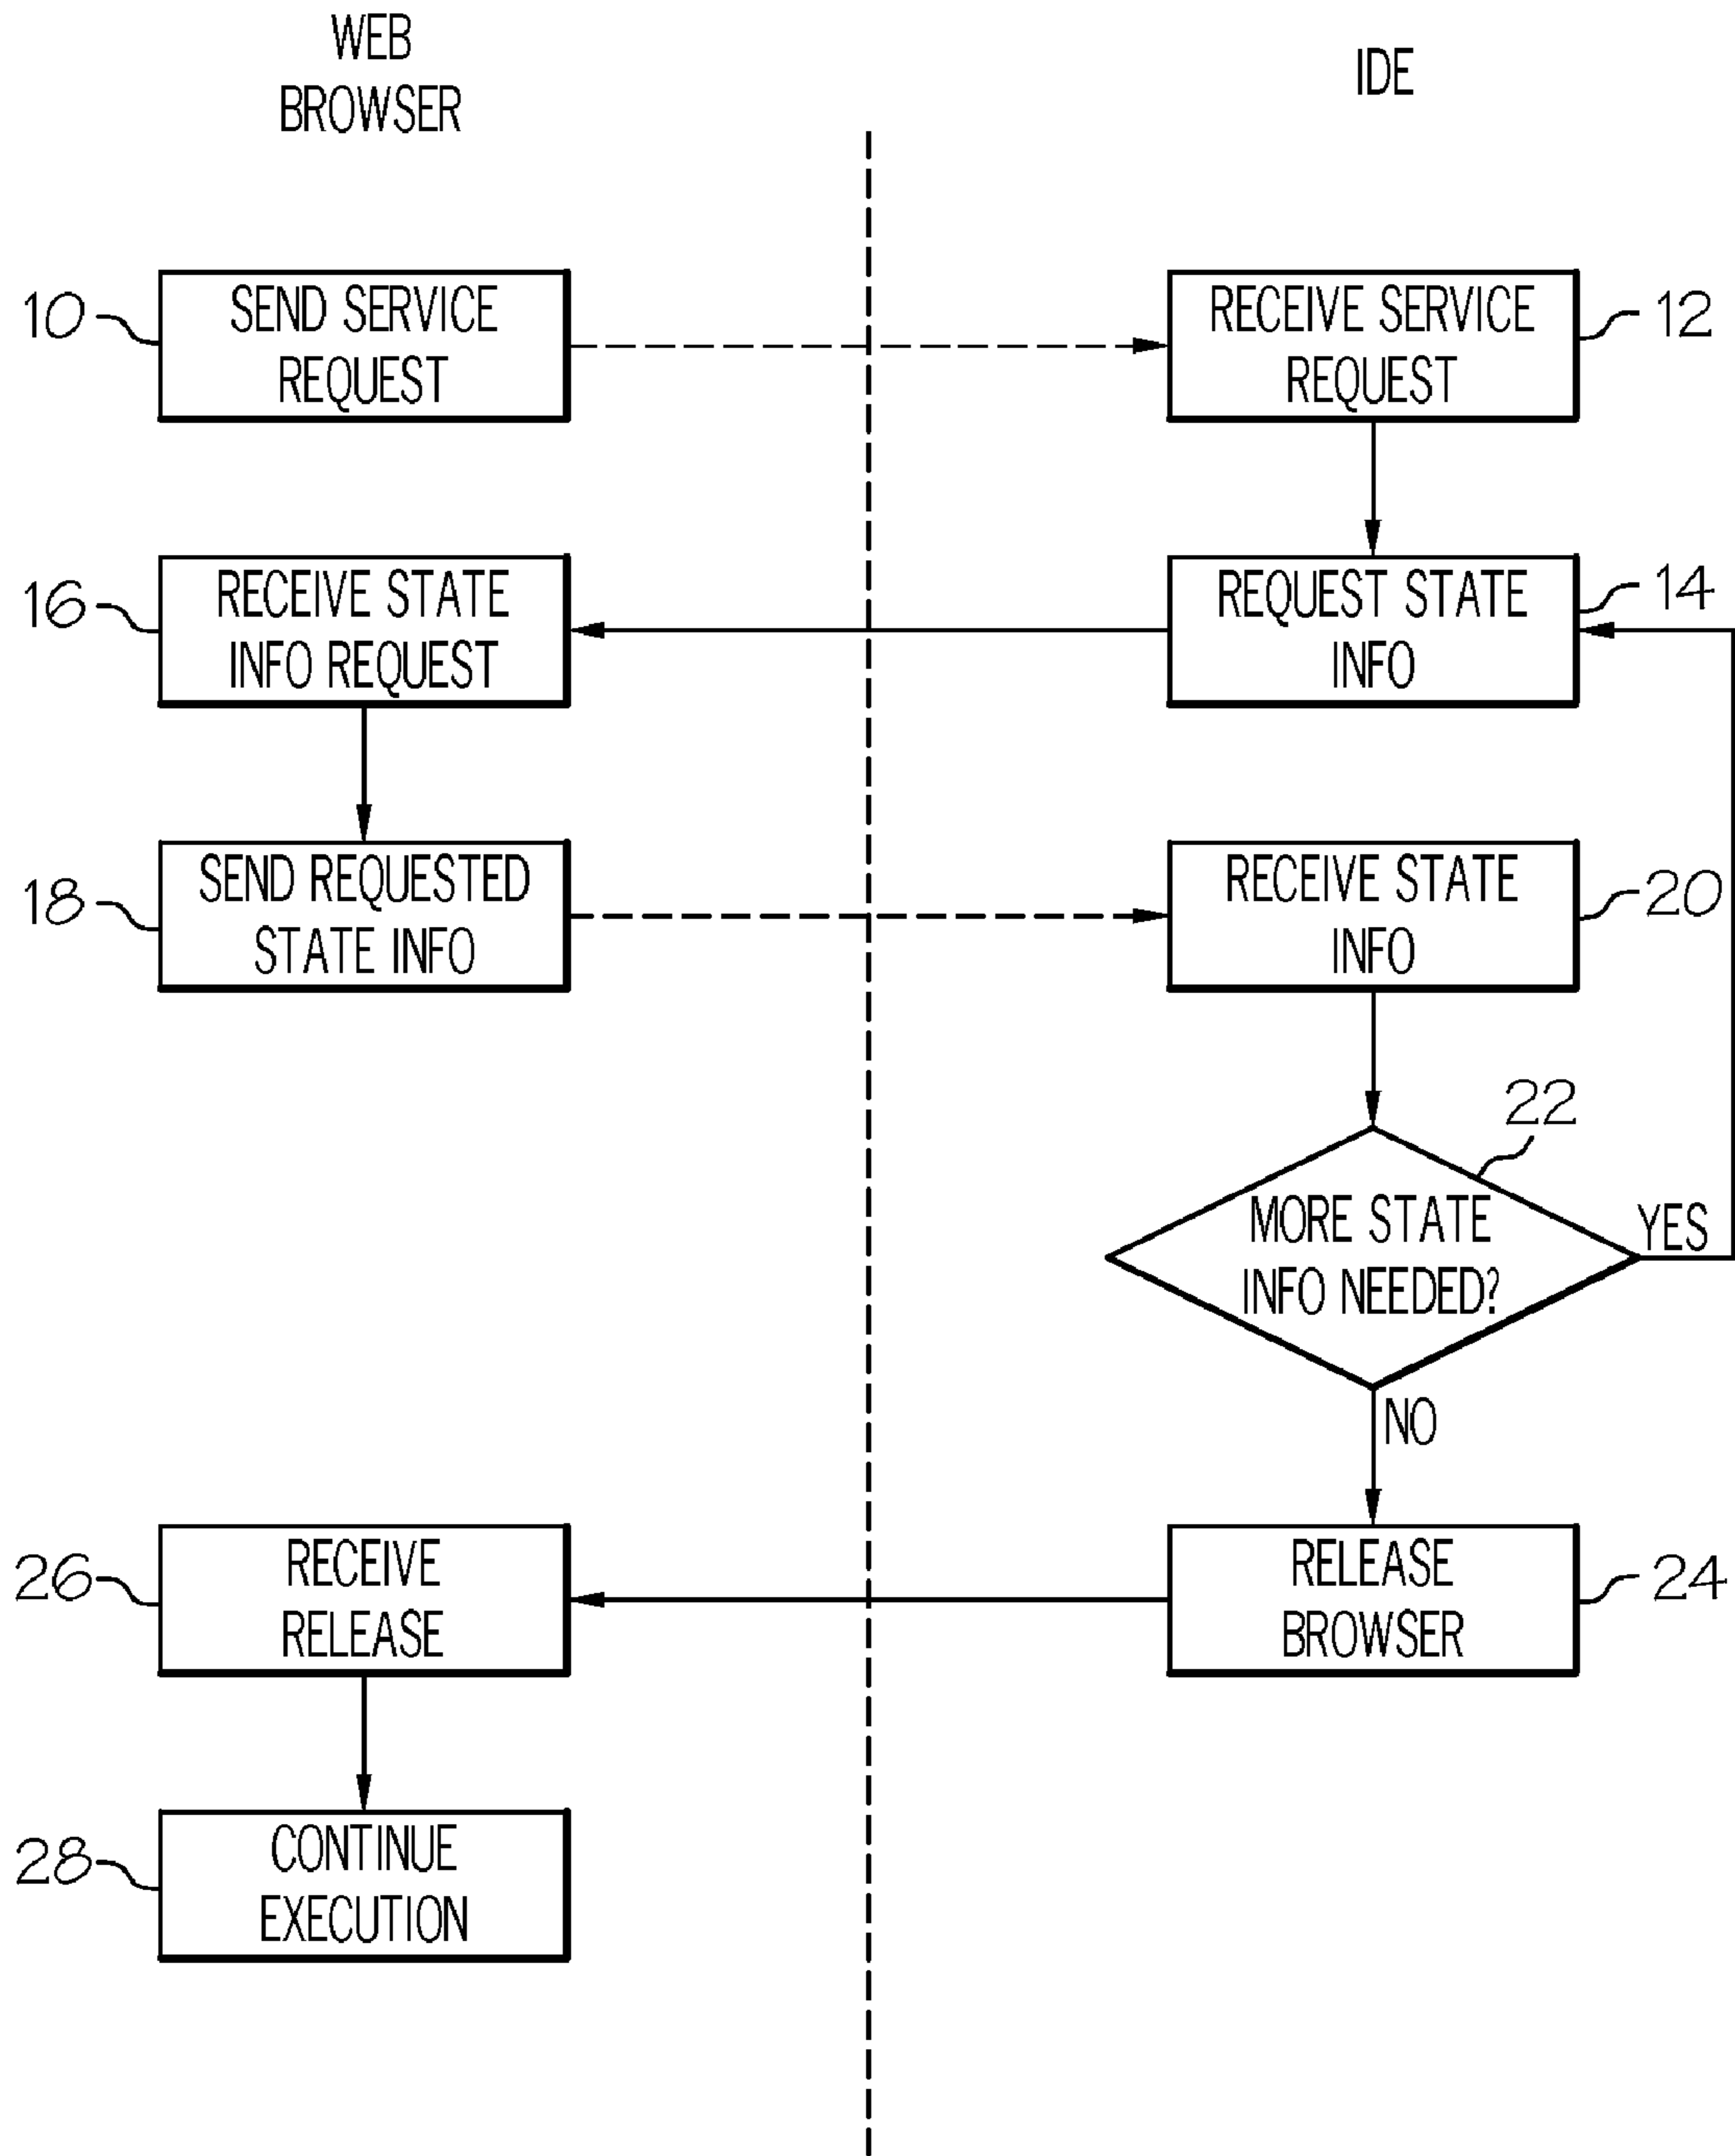 WEB
BROWSER
IDE
10
SEND SERVICE
REQUEST
RECEIVE SERVICE
REQUEST
12
16
RECEIVE STATE
INFO REQUEST
REQUEST STATE
INFO
14
18
SEND REQUESTED
STATE INFO
RECEIVE STATE
INFO
20
22
MORE STATE
INFO NEEDED?
YES
NO
26
RECEIVE
RELEASE
RELEASE
BROWSER
24
28
CONTINUE
EXECUTION